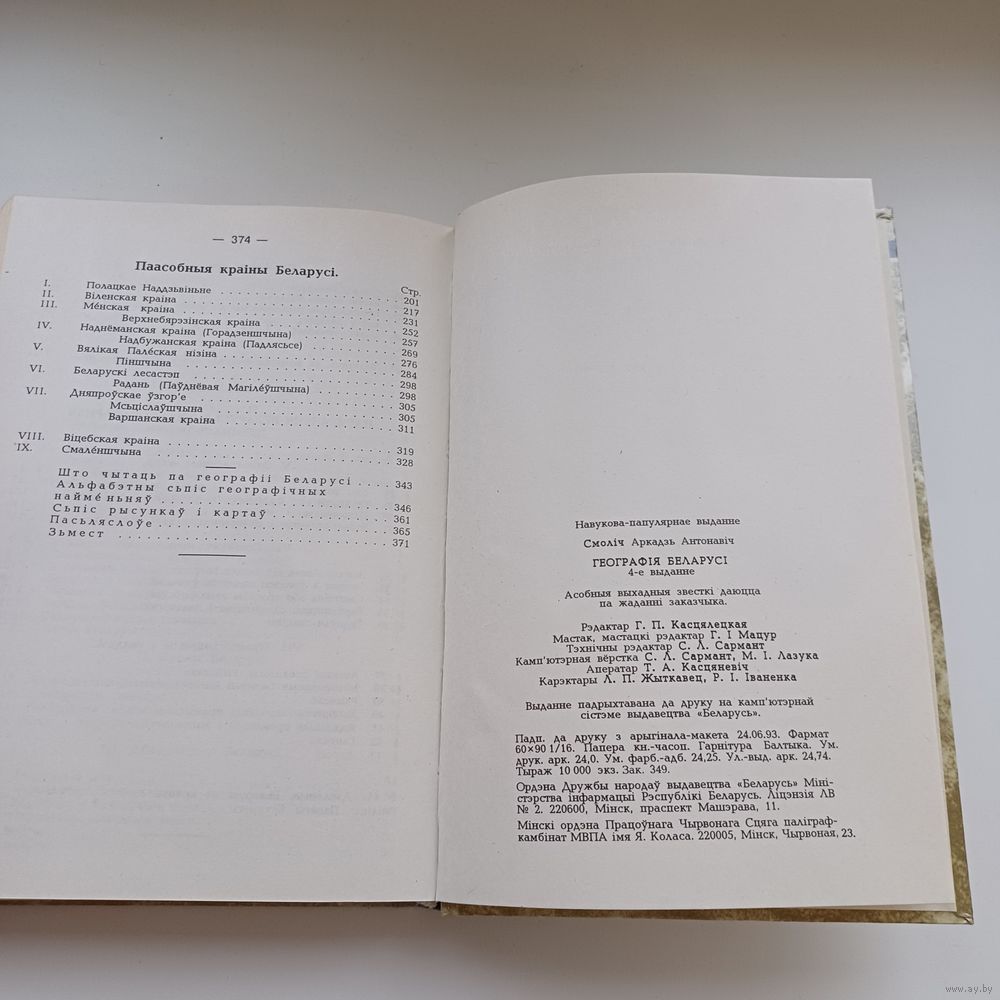 — 374 —
Паасобныя краіны Беларусі.
Стр.
I. Полацкае Наддзьвіньне . . . 201
II. Віленская краіна . . . 217
III. Ме́нская краіна . . . 231
Верхнебярэзінская краіна . . . 252
IV. Наднёманская краіна (Горадзеншчына) . . . 257
Надбужанская краіна (Падлясьсе) . . . 269
V. Вялікая Пале́ская нізіна . . . 276
Піншчына . . . 284
VI. Беларускі лесастэп . . . 298
Радань (Паўднёвая Магіле́ўшчына) . . . 298
VII. Дняпроўскае ўзгор'е . . . 305
Мсьціслаўшчына . . . 305
Варшанская краіна . . . 311
VIII. Віцебская краіна . . . 319
IX. Смале́ншчына . . . 328
Што чытаць па географіі Беларусі . . . 343
Альфабэтны сьпіс географічных
найме́ньняў . . . 346
Сьпіс рысункаў і картаў . . . 361
Пасьляслоўе . . . 365
Зьмест . . . 371
Навукова-папулярнае выданне
Смоліч Аркадзь Антонавіч
ГЕОГРАФІЯ БЕЛАРУСІ
4-е выданне
Асобныя выхадныя звесткі даюцца
па жаданні заказчыка.
Рэдактар Г. П. Касцялецкая
Мастак, мастацкі рэдактар Г. І Мацур
Тэхнічны рэдактар С. Л. Сармант
Камп'ютэрная вёрстка С. Л. Сармант, М. І. Лазука
Аператар Т. А. Касцяневіч
Карэктары Л. П. Жыткавец, Р. І. Іваненка
Выданне падрыхтавана да друку на камп'ютэрнай
сістэме выдавецтва «Беларусь».
Падп. да друку з арыгінала-макета 24.06.93. Фармат
60×90 1/16. Папера кн.-часоп. Гарнітура Балтыка. Ум.
друк. арк. 24,0. Ум. фарб.-адб. 24,25. Ул.-выд. арк. 24,74.
Тыраж 10 000 экз. Зак. 349.
Ордэна Дружбы народаў выдавецтва «Беларусь» Міні-
стэрства інфармацыі Рэспублікі Беларусь. Ліцэнзія ЛВ
№ 2. 220600, Мінск, праспект Машэрава, 11.
Мінскі ордэна Працоўнага Чырвонага Сцяга паліграф-
камбінат МВПА імя Я. Коласа. 220005, Мінск, Чырвоная, 23.
www.ay.by